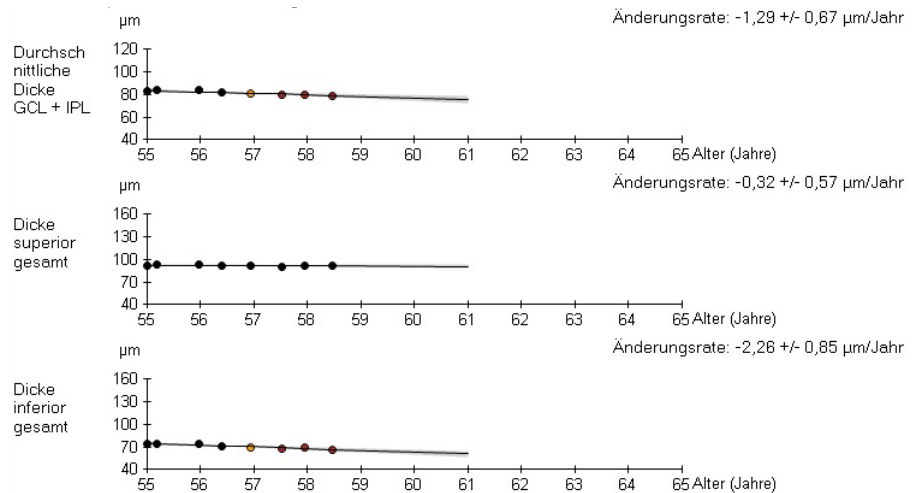 Änderungsrate: -1,29 +/- 0,67 µm/Jahr
µm
Durchsch
nittliche
Dicke
GCL + IPL
120
100
80
60
40
55 56 57 58 59 60 61 62 63 64 65 Alter (Jahre)
Änderungsrate: -0,32 +/- 0,57 µm/Jahr
µm
Dicke
superior
gesamt
160
130
100
70
40
55 56 57 58 59 60 61 62 63 64 65 Alter (Jahre)
Änderungsrate: -2,26 +/- 0,85 µm/Jahr
µm
Dicke
inferior
gesamt
160
130
100
70
40
55 56 57 58 59 60 61 62 63 64 65 Alter (Jahre)